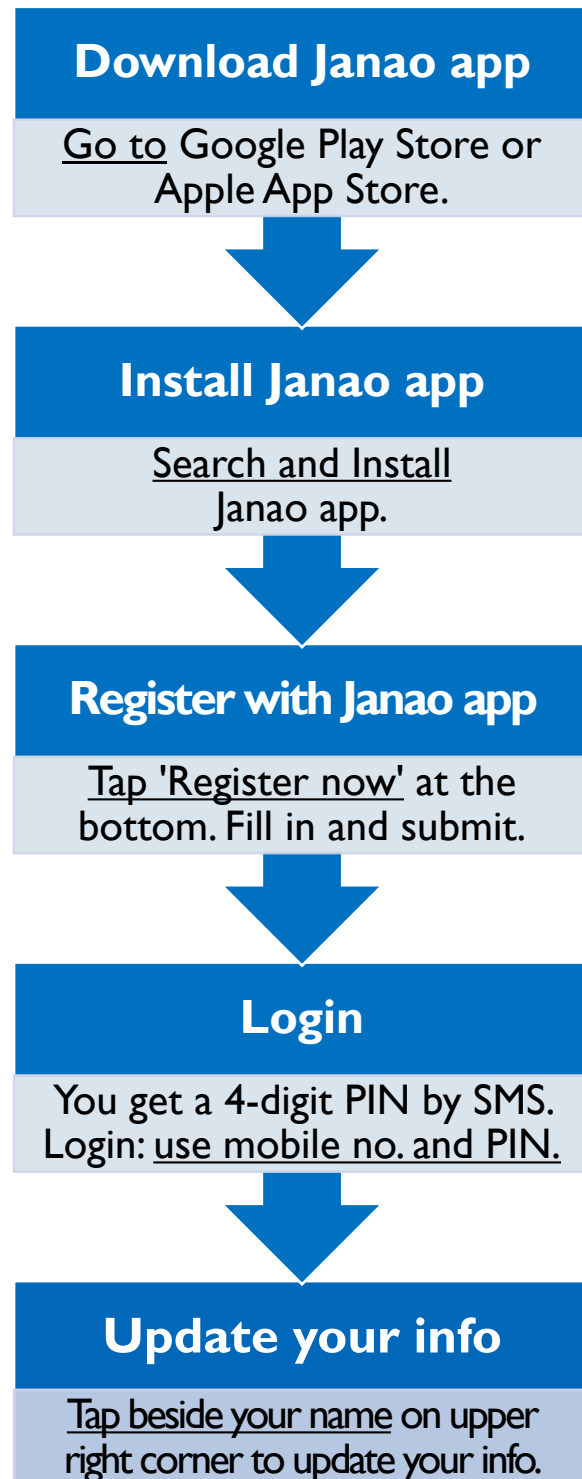 Download Janao app
Go to Google Play Store or
Apple App Store.
Install Janao app
Search and Install
Janao app.
Register with Janao app
Tap 'Register now' at the
bottom. Fill in and submit.
Login
You get a 4-digit PIN by SMS.
Login: use mobile no. and PIN.
Update your info
Tap beside your name on upper
right corner to update your info.